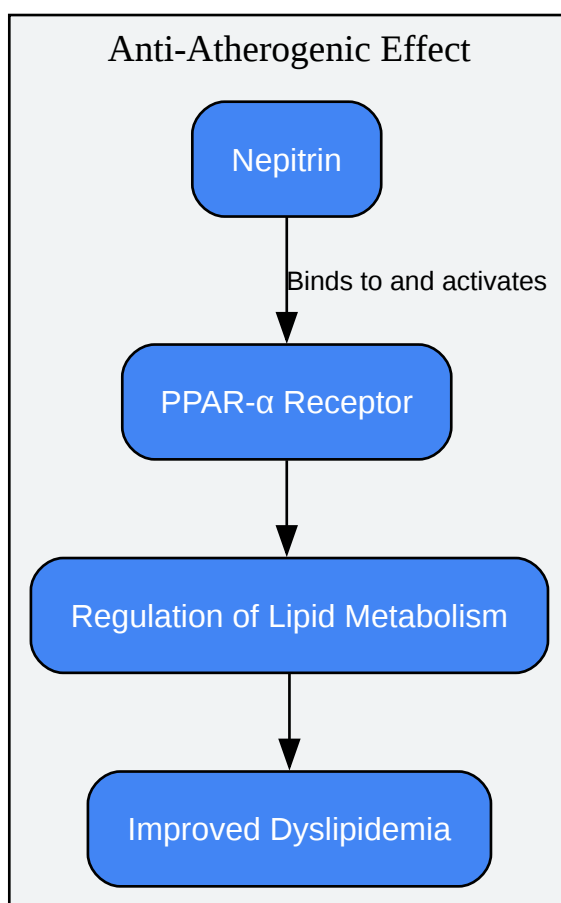 Anti-Atherogenic Effect
Nepitrin
Binds to and activates
PPAR-α Receptor
Regulation of Lipid Metabolism
Improved Dyslipidemia